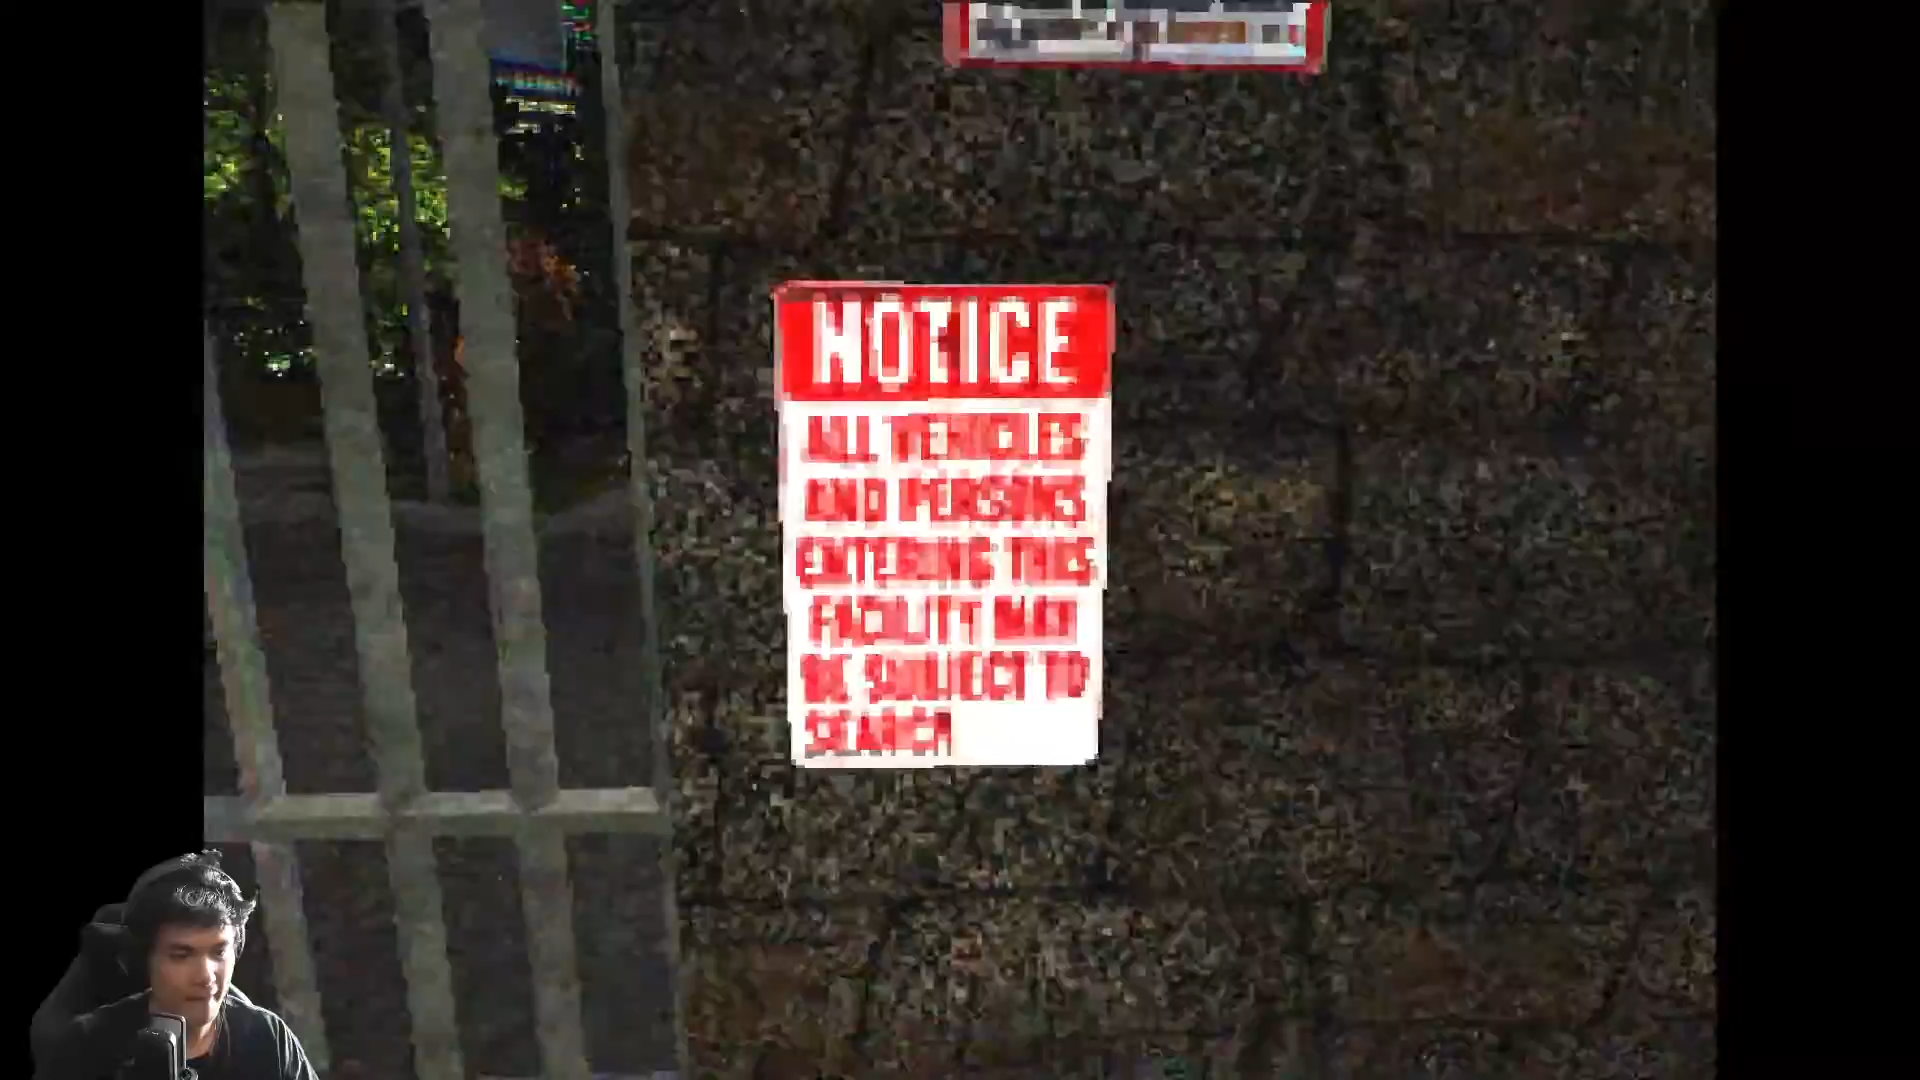 NOTICE
ALL VEHICLES
AND PERSONS
ENTERING THIS
FACILITY MAY
BE SUBJECT TO
SEARCH